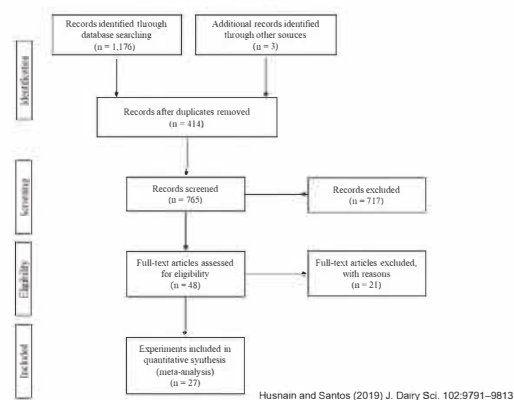 Records identified through
database searching
(n = 1,176)
Additional records identified
through other sources
(n = 3)
Identification
Records after duplicates removed
(n = 414)
Screening
Records screened
(n = 765)
Records excluded
(n = 717)
Eligibility
Full-text articles assessed
for eligibility
(n = 48)
Full-text articles excluded,
with reasons
(n = 21)
Included
Experiments included in
quantitative synthesis
(meta-analysis)
(n = 27)
Husnain and Santos (2019) J. Dairy Sci. 102:9791–9813